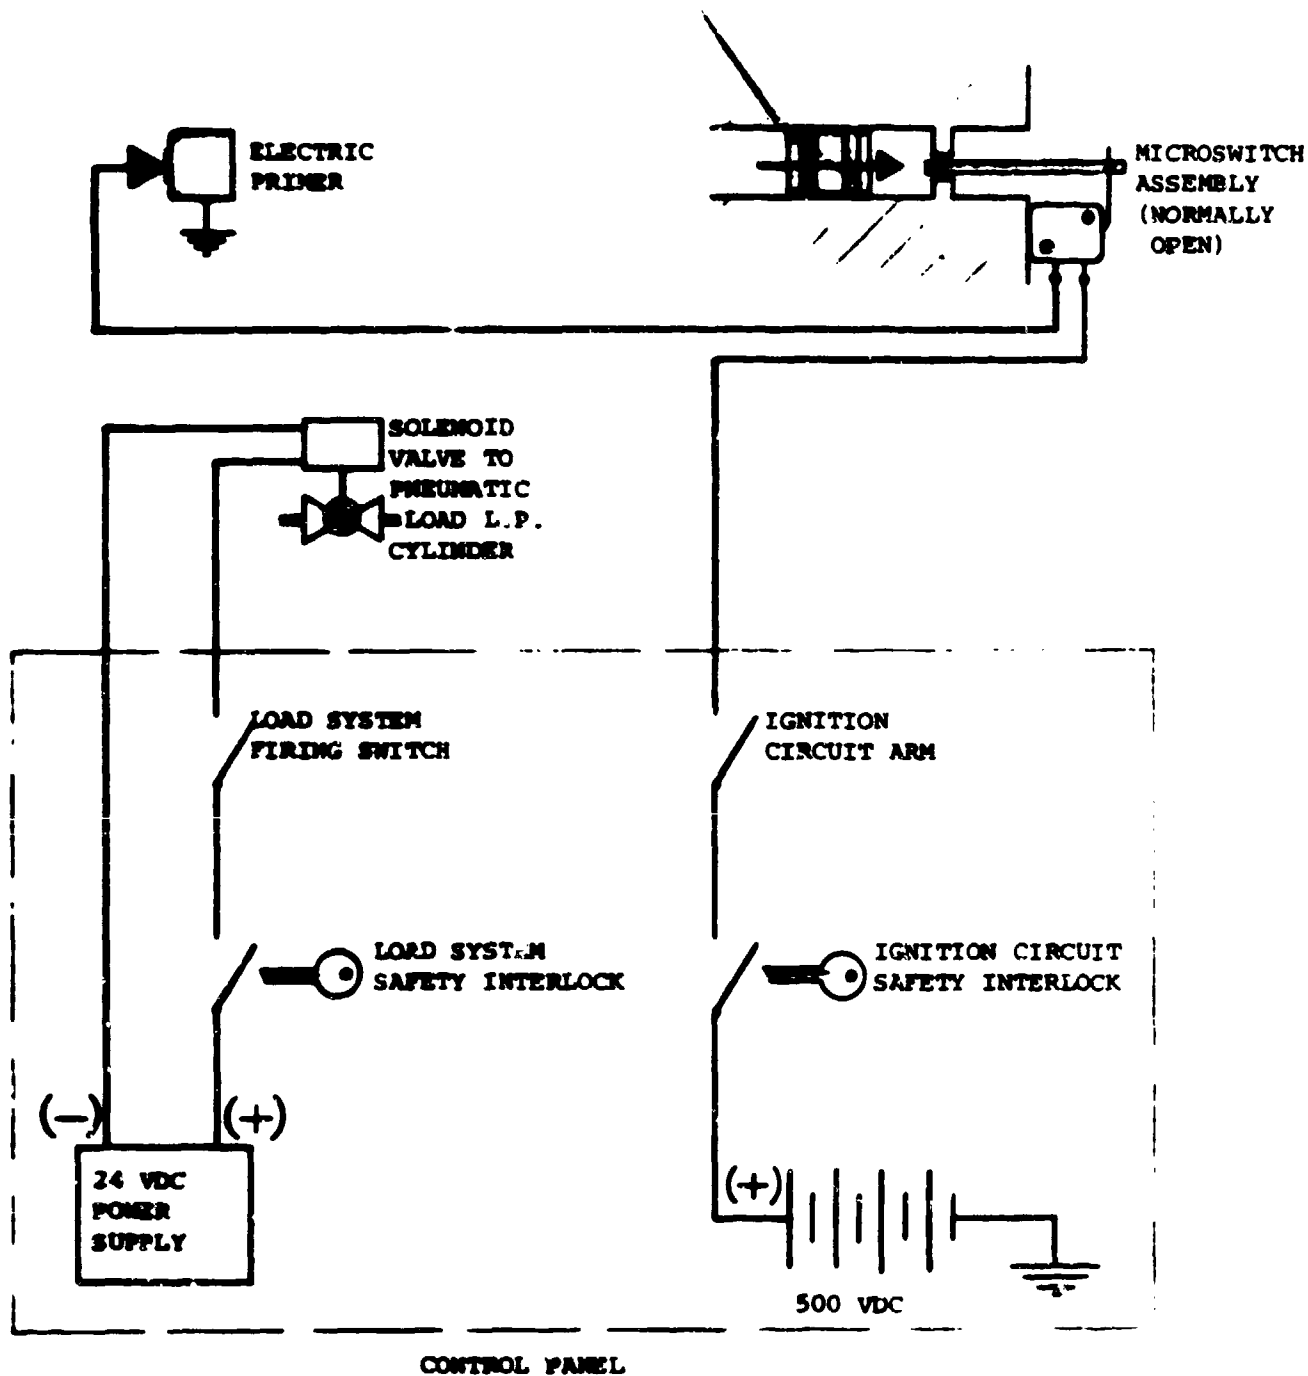 ELECTRIC
PRIMER
MICROSWITCH
ASSEMBLY
(NORMALLY
OPEN)
SOLENOID
VALVE TO
PNEUMATIC
LOAD L.P.
CYLINDER
LOAD SYSTEM
FIRING SWITCH
IGNITION
CIRCUIT ARM
LOAD SYSTEM
SAFETY INTERLOCK
IGNITION CIRCUIT
SAFETY INTERLOCK
(-)
(+)
24 VDC
POWER
SUPPLY
(+)
500 VDC
CONTROL PANEL